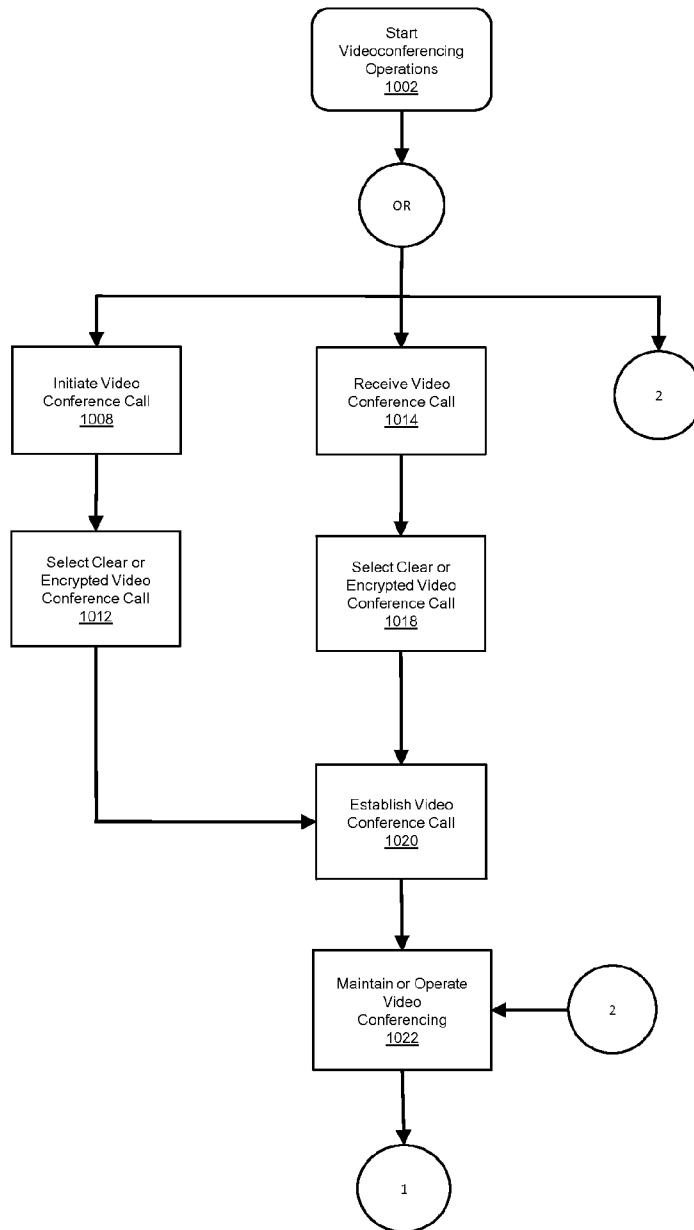 Start
Videoconferencing
Operations
1002
OR
Initiate Video
Conference Call
1008
Receive Video
Conference Call
1014
2
Select Clear or
Encrypted Video
Conference Call
1012
Select Clear or
Encrypted Video
Conference Call
1018
Establish Video
Conference Call
1020
Maintain or Operate
Video
Conferencing
1022
2
1